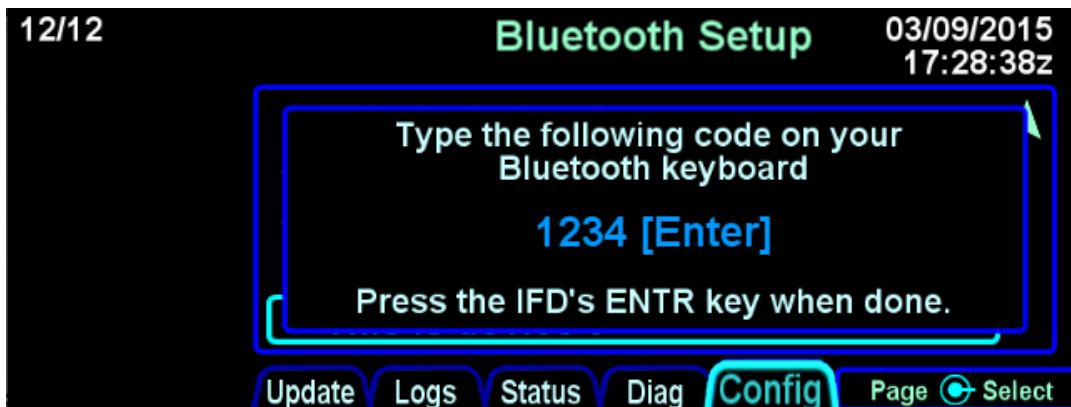 12/12
Bluetooth Setup
03/09/2015
17:28:38z
Type the following code on your
Bluetooth keyboard
1234 [Enter]
Press the IFD's ENTR key when done.
Update Logs Status Diag Config Page Select